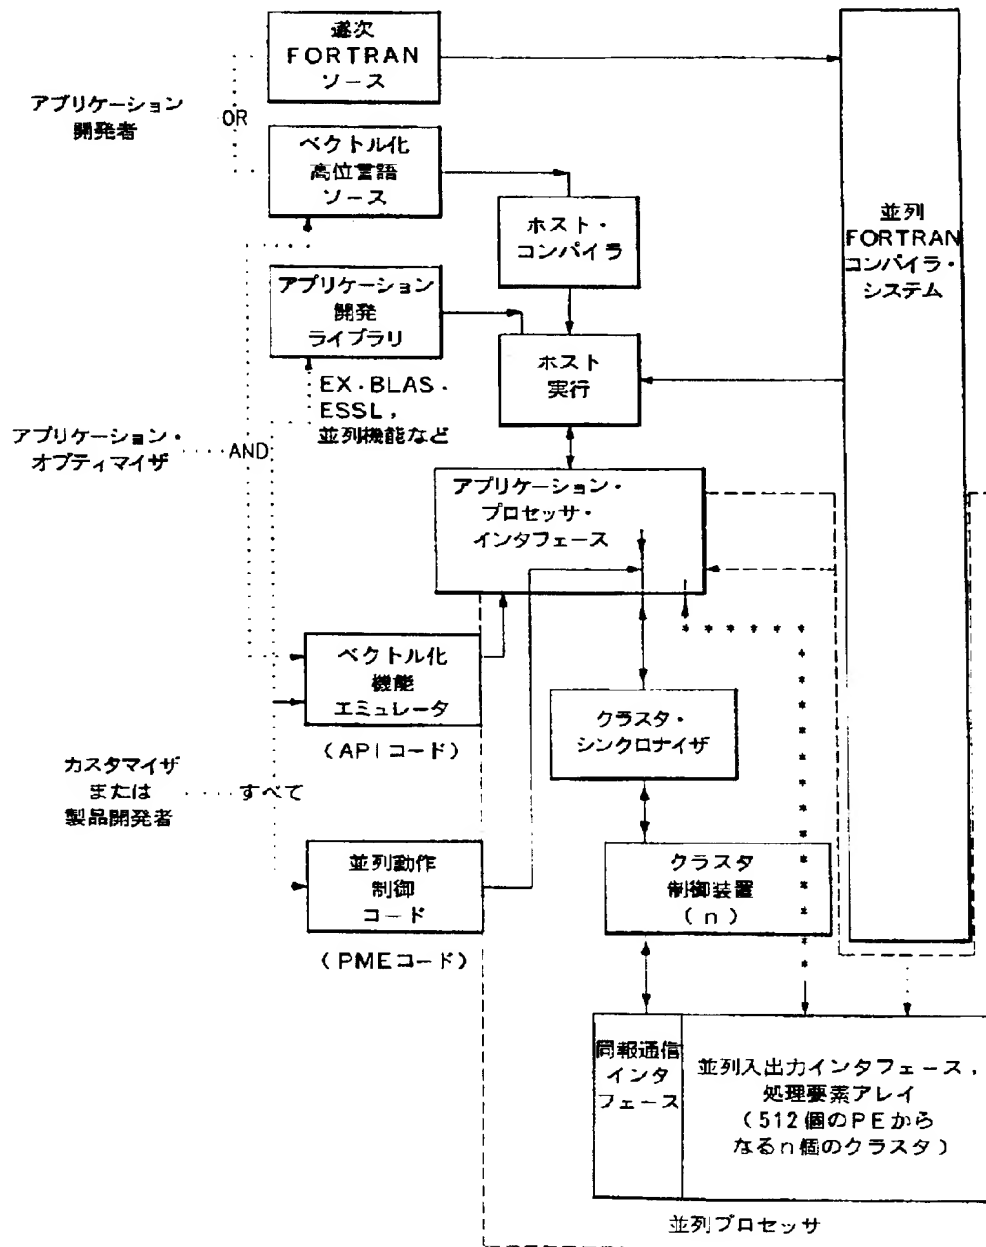 逐次
FORTRAN
ソース
アプリケーション
開発者
OR
ベクトル化
高位言語
ソース
ホスト・
コンパイラ
並列
FORTRAN
コンパイラ・
システム
アプリケーション
開発
ライブラリ
ホスト
実行
EX.BLAS.
ESSL,
並列機能など
アプリケーション・
オプティマイザ
AND
アプリケーション・
プロセッサ・
インタフェース
ベクトル化
機能
エミュレータ
(APIコード)
クラスタ・
シンクロナイザ
カスタマイザ
または
製品開発者
すべて
並列動作
制御
コード
(PMEコード)
クラスタ
制御装置
(n)
同報通信
インタ
フェース
並列入出力インタフェース,
処理要素アレイ
(512個のPEから
なるn個のクラスタ)
並列プロセッサ